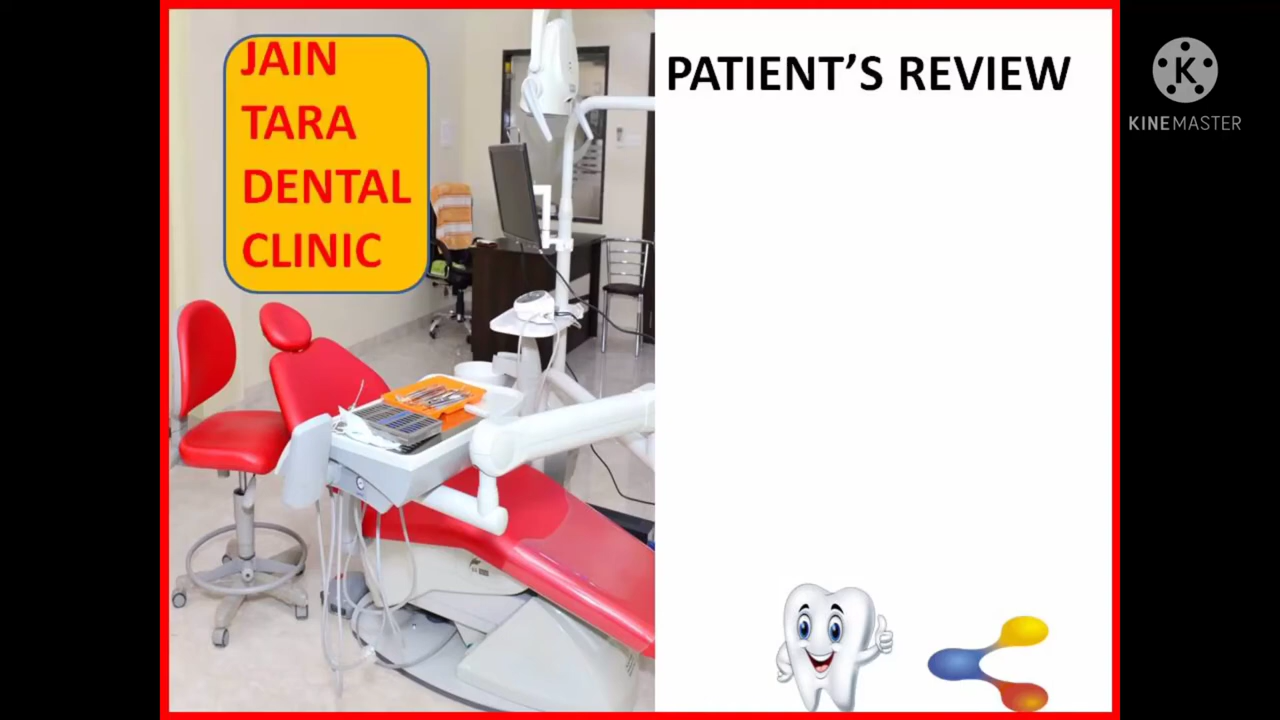 JAIN
TARA
DENTAL
CLINIC
PATIENT’S REVIEW
K
KINEMASTER